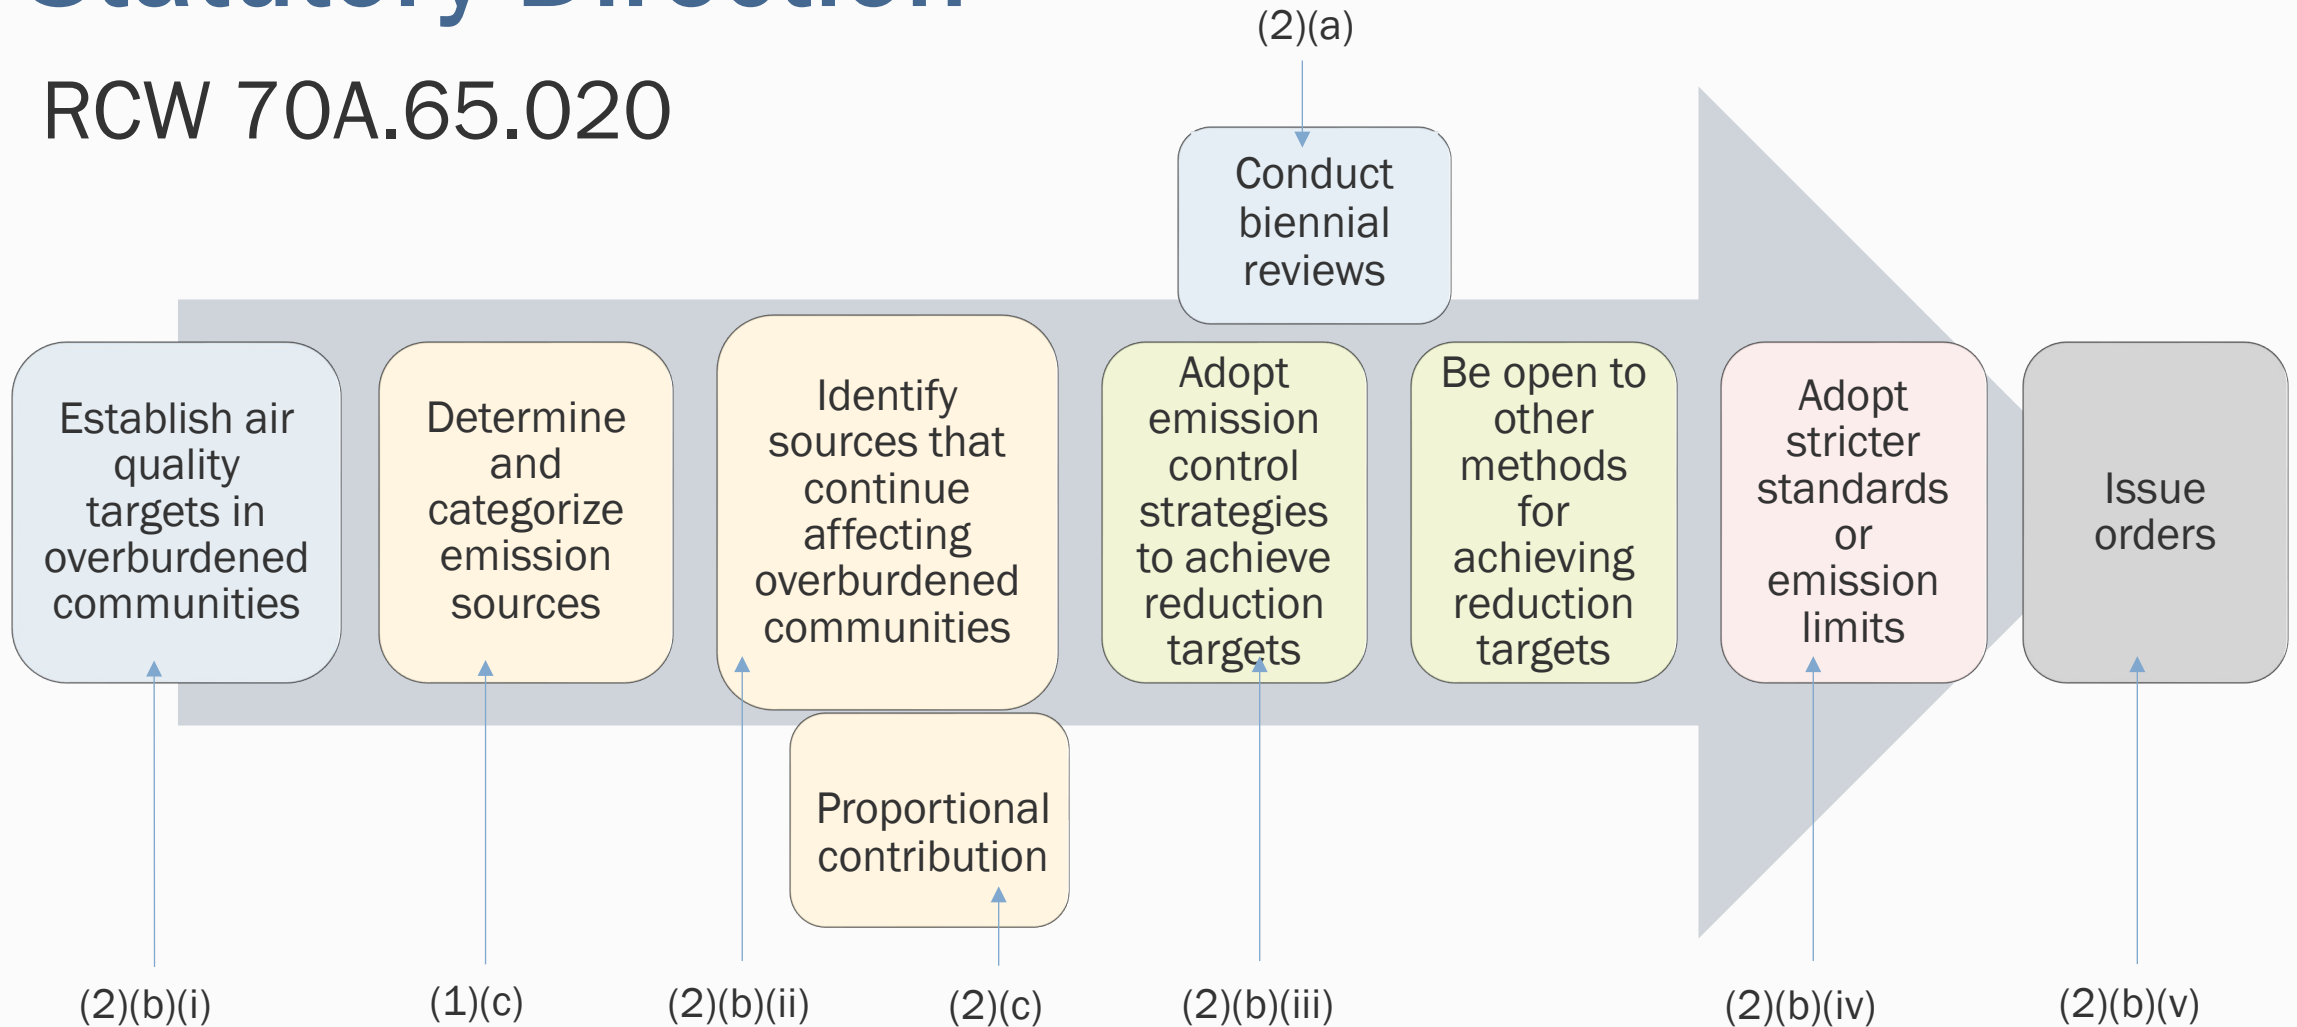 Statutory Direction
RCW 70A.65.020
(2)(a)
Conduct
biennial
reviews
Establish air
quality
targets in
overburdened
communities
Determine
and
categorize
emission
sources
Identify
sources that
continue
affecting
overburdened
communities
Proportional
contribution
Adopt
emission
control
strategies
to achieve
reduction
targets
Be open to
other
methods
for
achieving
reduction
targets
Adopt
stricter
standards
or
emission
limits
Issue
orders
(2)(b)(i)
(1)(c)
(2)(b)(ii)
(2)(c)
(2)(b)(iii)
(2)(b)(iv)
(2)(b)(v)